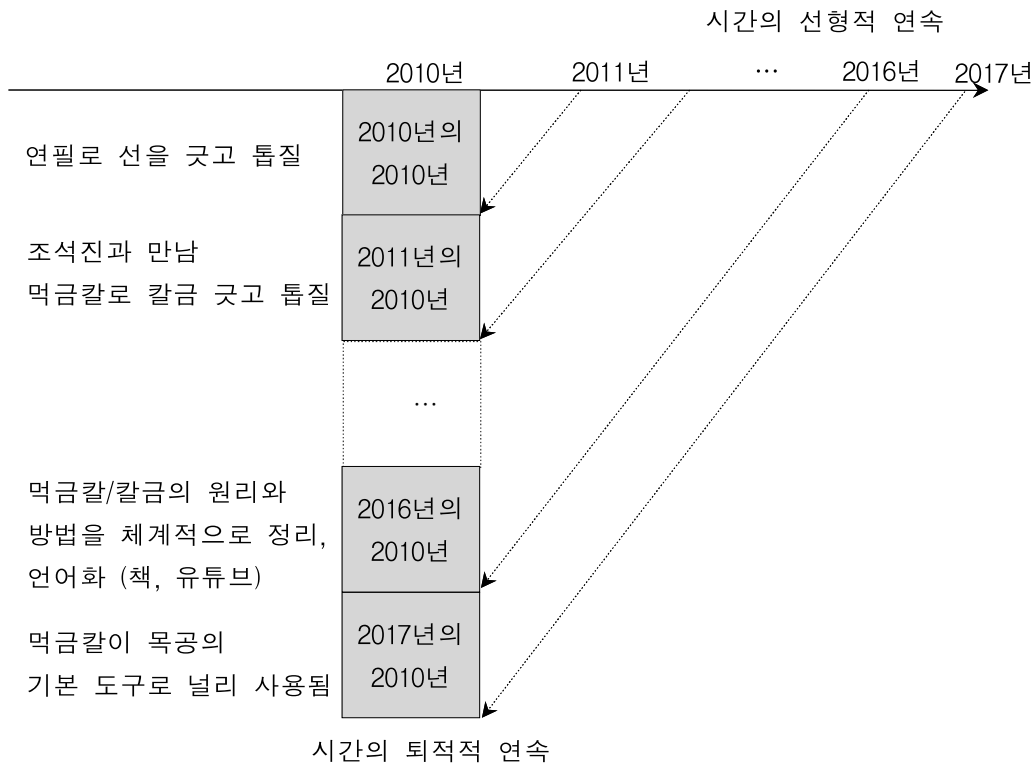 시간의 선형적 연속
2010년 2011년 … 2016년 2017년
연필로 선을 긋고 톱질
2010년의
2010년
조석진과 만남
먹금칼로 칼금 긋고 톱질
2011년의
2010년
…
먹금칼/칼금의 원리와
방법을 체계적으로 정리,
언어화 (책, 유튜브)
2016년의
2010년
먹금칼이 목공의
기본 도구로 널리 사용됨
2017년의
2010년
시간의 퇴적적 연속